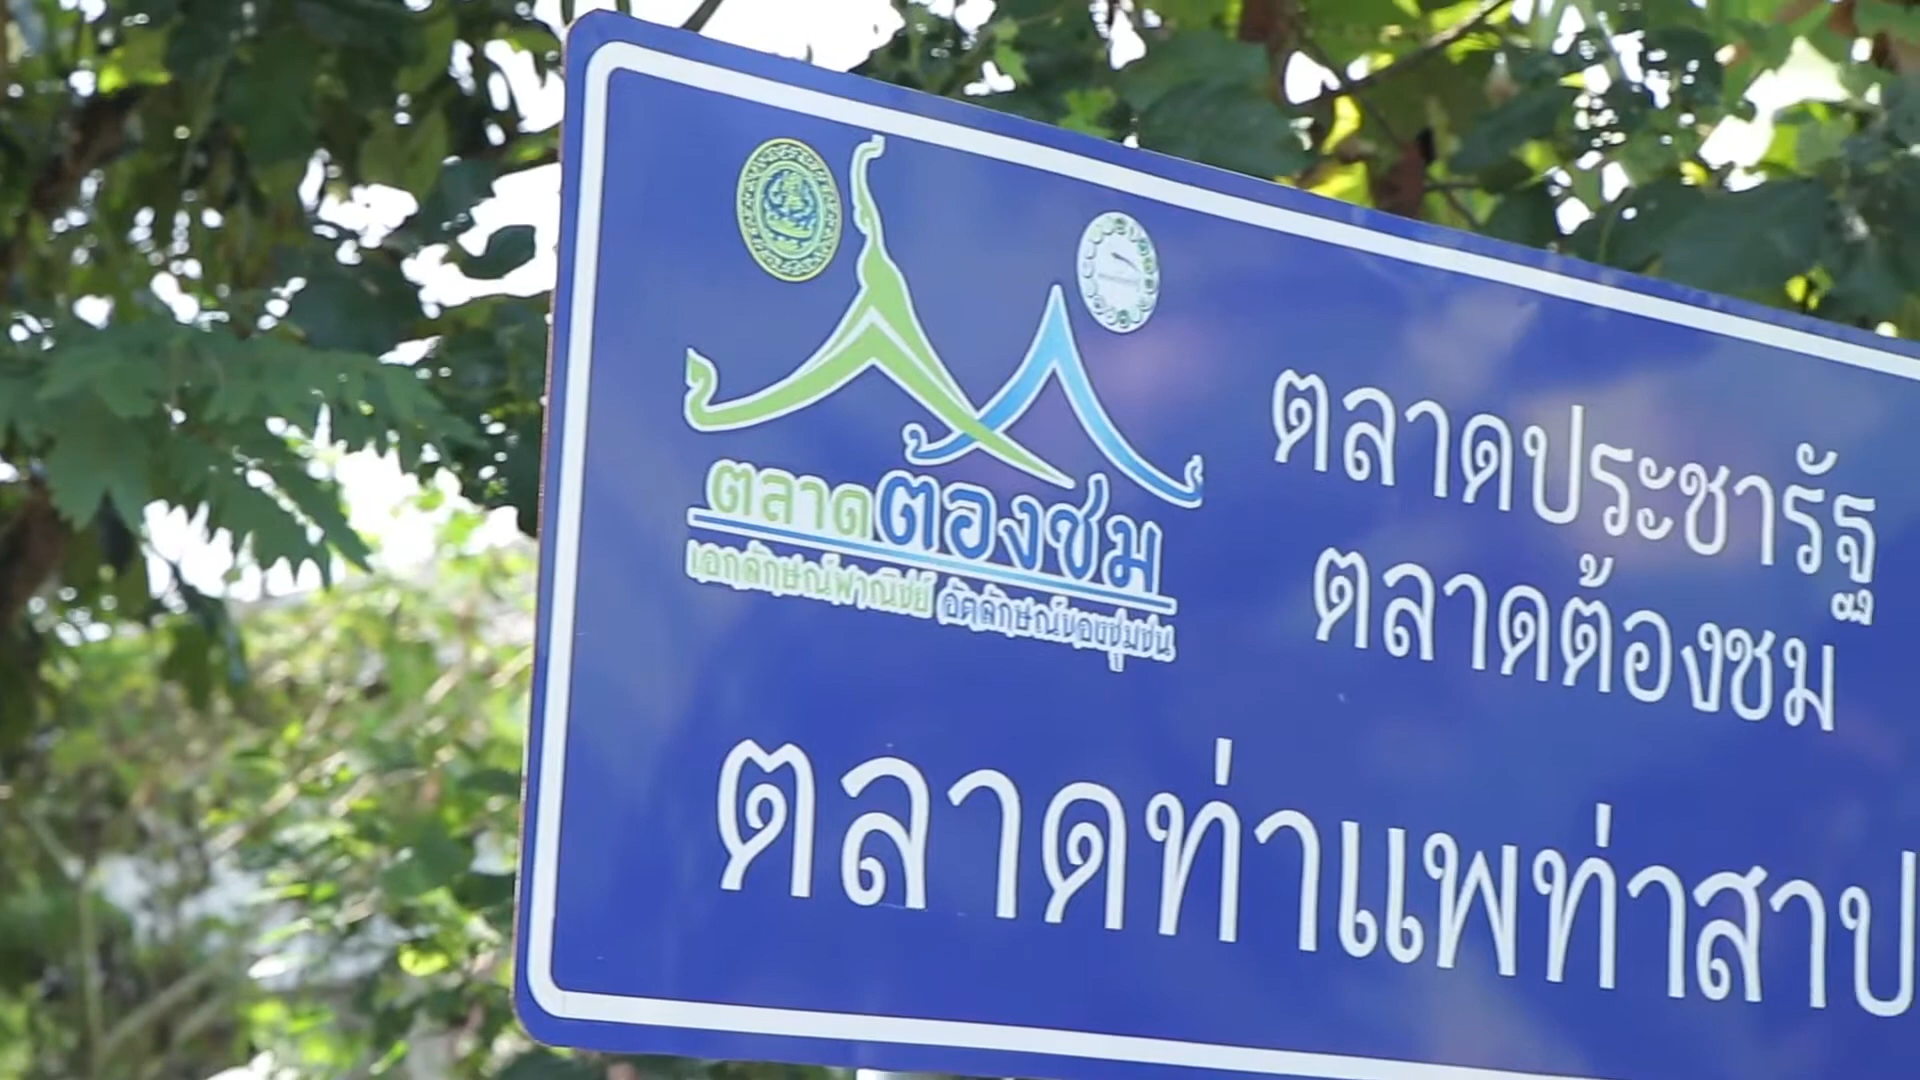 ตลาดต้องชม
เอกลักษณ์พาณิชย์ อัตลักษณ์ของชุมชน
ตลาดประชารัฐ
ตลาดต้องชม
ตลาดท่าแพท่าสาป